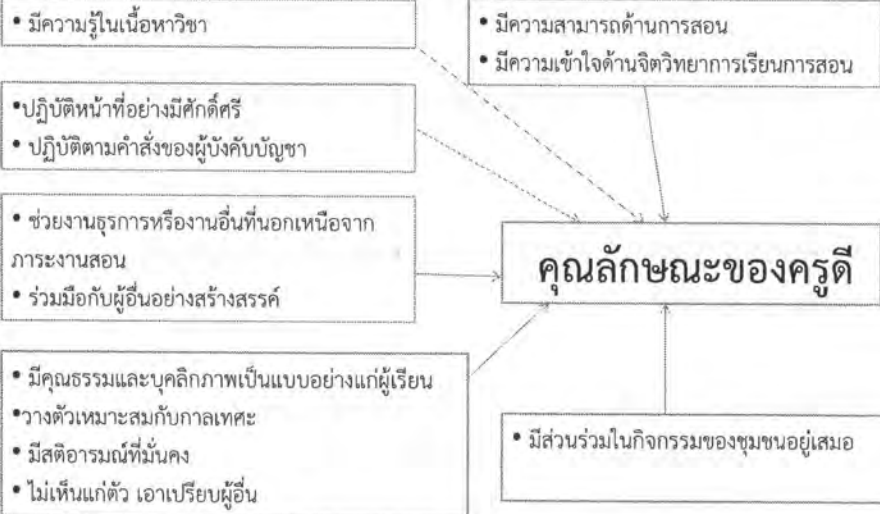 • มีความรู้ในเนื้อหาวิชา
• มีความสามารถด้านการสอน
• มีความเข้าใจด้านจิตวิทยาการเรียนการสอน
•ปฏิบัติหน้าที่อย่างมีศักดิ์ศรี
• ปฏิบัติตามคำสั่งของผู้บังคับบัญชา
• ช่วยงานธุรการหรืองานอื่นที่นอกเหนือจาก
ภาระงานสอน
• ร่วมมือกับผู้อื่นอย่างสร้างสรรค์
คุณลักษณะของครูดี
• มีคุณธรรมและบุคลิกภาพเป็นแบบอย่างแก่ผู้เรียน
•วางตัวเหมาะสมกับกาลเทศะ
• มีสติอารมณ์ที่มั่นคง
• ไม่เห็นแก่ตัว เอาเปรียบผู้อื่น
• มีส่วนร่วมในกิจกรรมของชุมชนอยู่เสมอ